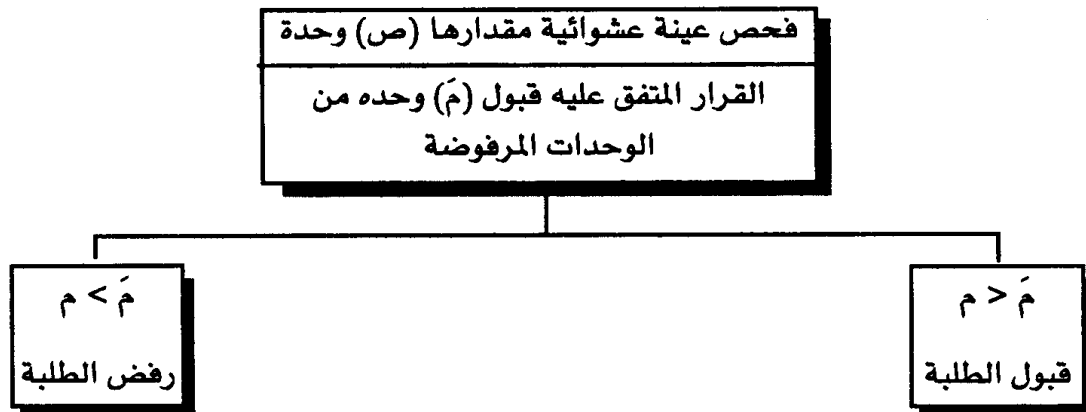 فحص عينة عشوائية مقدارها (ص) وحدة
القرار المتفق عليه قبول (مَ) وحده من
الوحدات المرفوضة
مَ < م
قبول الطلبة
مَ > م
رفض الطلبة